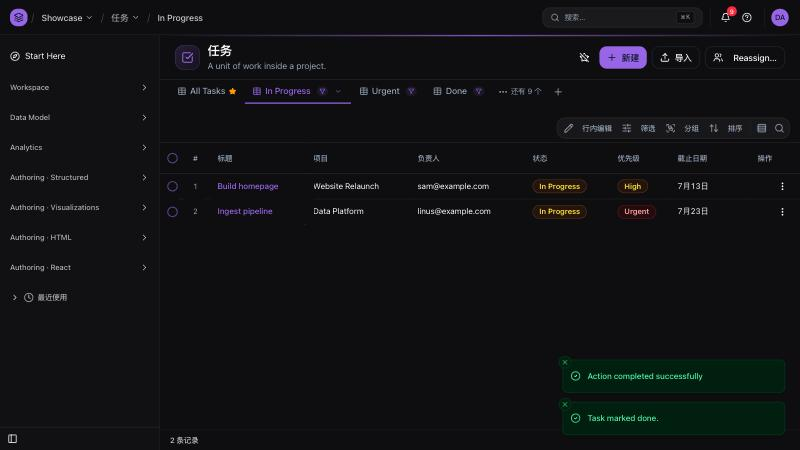 Showcase / 任务 / In Progress
搜索... ⌘K
9
DA
Start Here
Workspace
Data Model
Analytics
Authoring · Structured
Authoring · Visualizations
Authoring · HTML
Authoring · React
最近使用
任务
A unit of work inside a project.
新建
导入
Reassign...
All Tasks
In Progress
Urgent
Done
还有 9 个
行内编辑
筛选
分组
排序
# 标题 项目 负责人 状态 优先级 截止日期 操作
1 Build homepage Website Relaunch sam@example.com In Progress High 7月13日
2 Ingest pipeline Data Platform linus@example.com In Progress Urgent 7月23日
Action completed successfully
Task marked done.
2 条记录